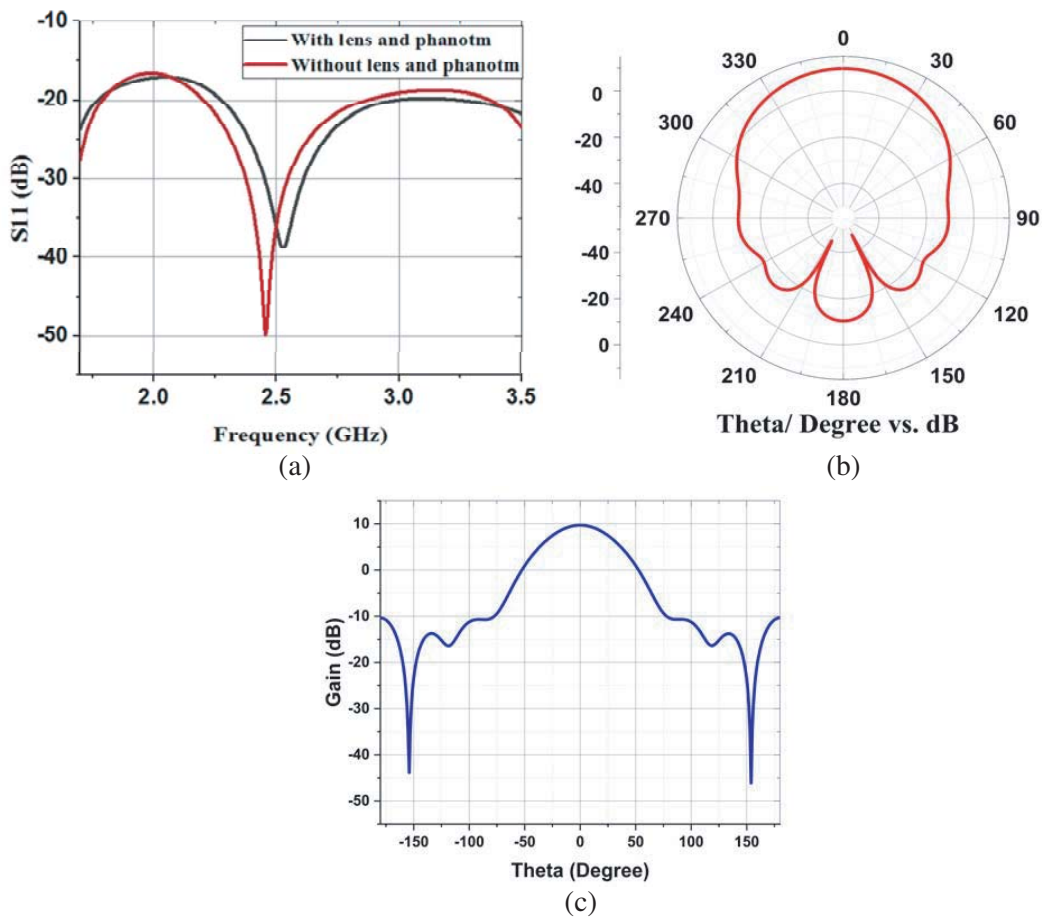 -10
-20
-30
-40
-50
S11 (dB)
With lens and phanotm
Without lens and phanotm
2.0 2.5 3.0 3.5
Frequency (GHz)
(a)
0
30
60
90
120
150
180
210
240
270
300
330
0
-20
-40
-40
-20
0
Theta/ Degree vs. dB
(b)
10
0
-10
-20
-30
-40
-50
Gain (dB)
-150 -100 -50 0 50 100 150
Theta (Degree)
(c)